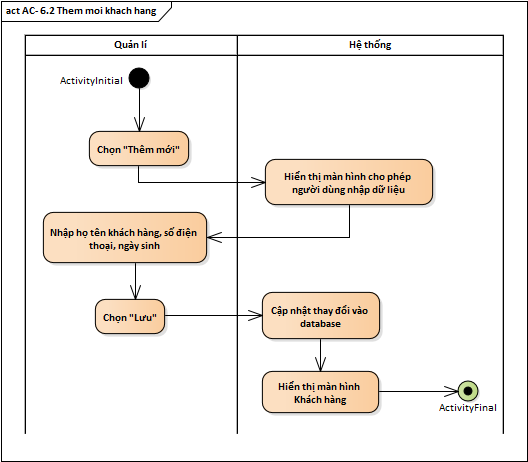 act AC- 6.2 Them moi khach hang
Quản lí
Hệ thống
ActivityInitial
Chọn "Thêm mới"
Hiển thị màn hình cho phép
người dùng nhập dữ liệu
Nhập họ tên khách hàng, số điện
thoại, ngày sinh
Chọn "Lưu"
Cập nhật thay đổi vào
database
Hiển thị màn hình
Khách hàng
ActivityFinal